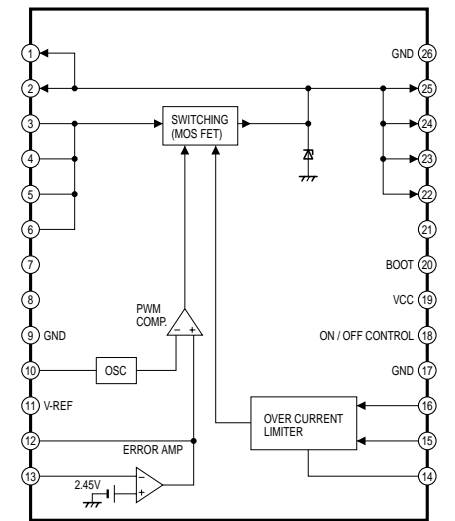 1
2
3
4
5
6
7
8
9 GND
10
11 V-REF
12
13
GND 26
25
24
23
22
21
BOOT 20
VCC 19
ON / OFF CONTROL 18
GND 17
16
15
14
SWITCHING
(MOS FET)
PWM
COMP.
− +
OSC
ERROR AMP
2.45V
−
+
OVER CURRENT
LIMITER